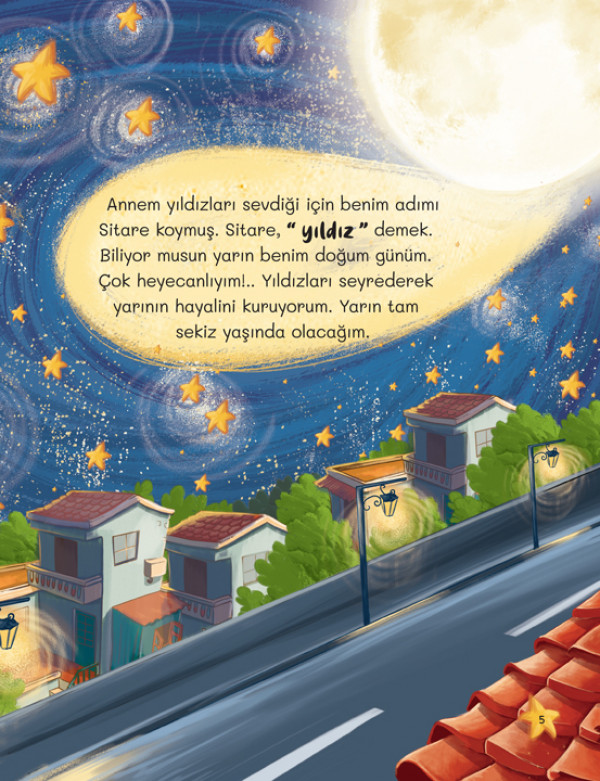 Annem yıldızları sevdiği için benim adımı
Sitare koymuş. Sitare, “yıldız” demek.
Biliyor musun yarın benim doğum günüm.
Çok heyecanlıyım!.. Yıldızları seyrederek
yarının hayalini kuruyorum. Yarın tam
sekiz yaşında olacağım.
5